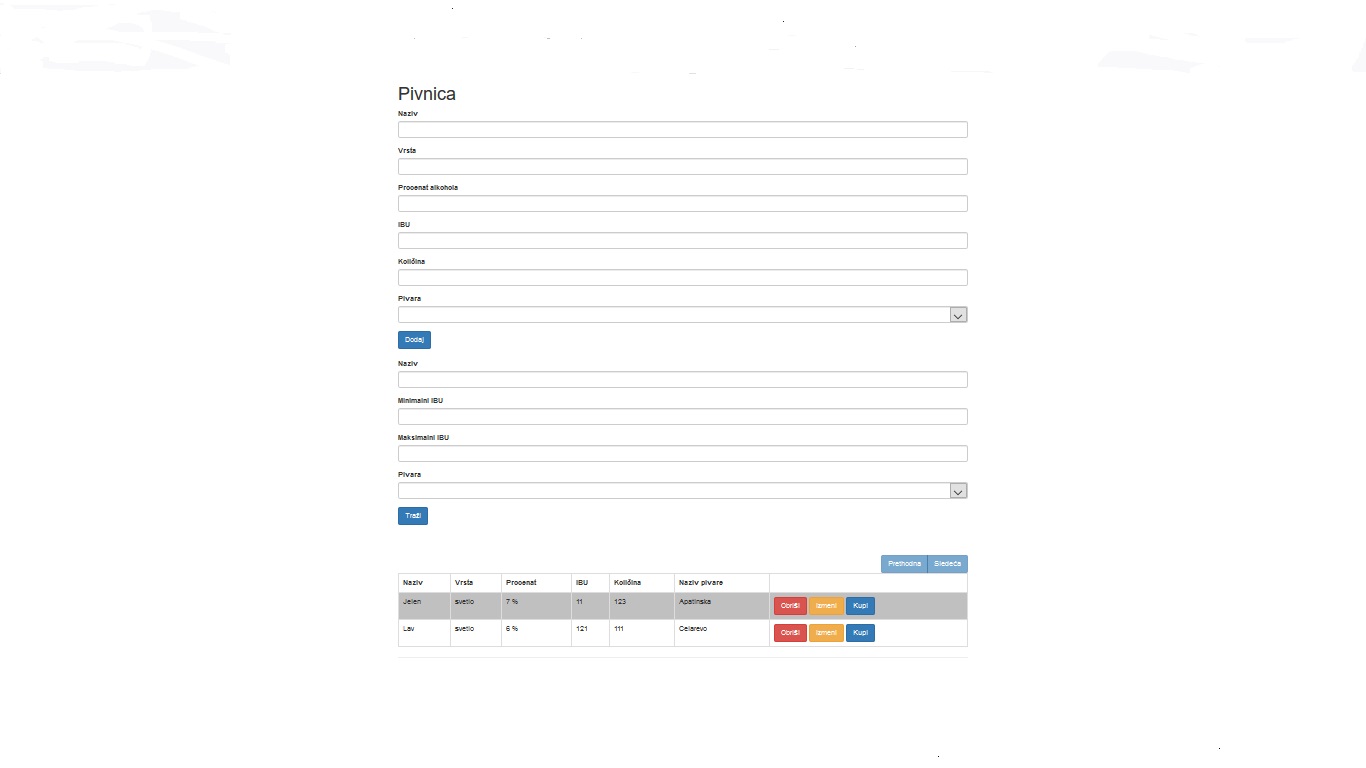 Pivnica
Naziv
Vrsta
Procenat alkohola
IBU
Količina
Pivara
Dodaj
Naziv
Minimalni IBU
Maksimalni IBU
Pivara
Traži
Prethodna Sledeća
Naziv Vrsta Procenat IBU Količina Naziv pivare
Jelen svetlo 7 % 11 123 Apatinska Obriši Izmeni Kupi
Lav svetlo 6 % 121 111 Celarevo Obriši Izmeni Kupi